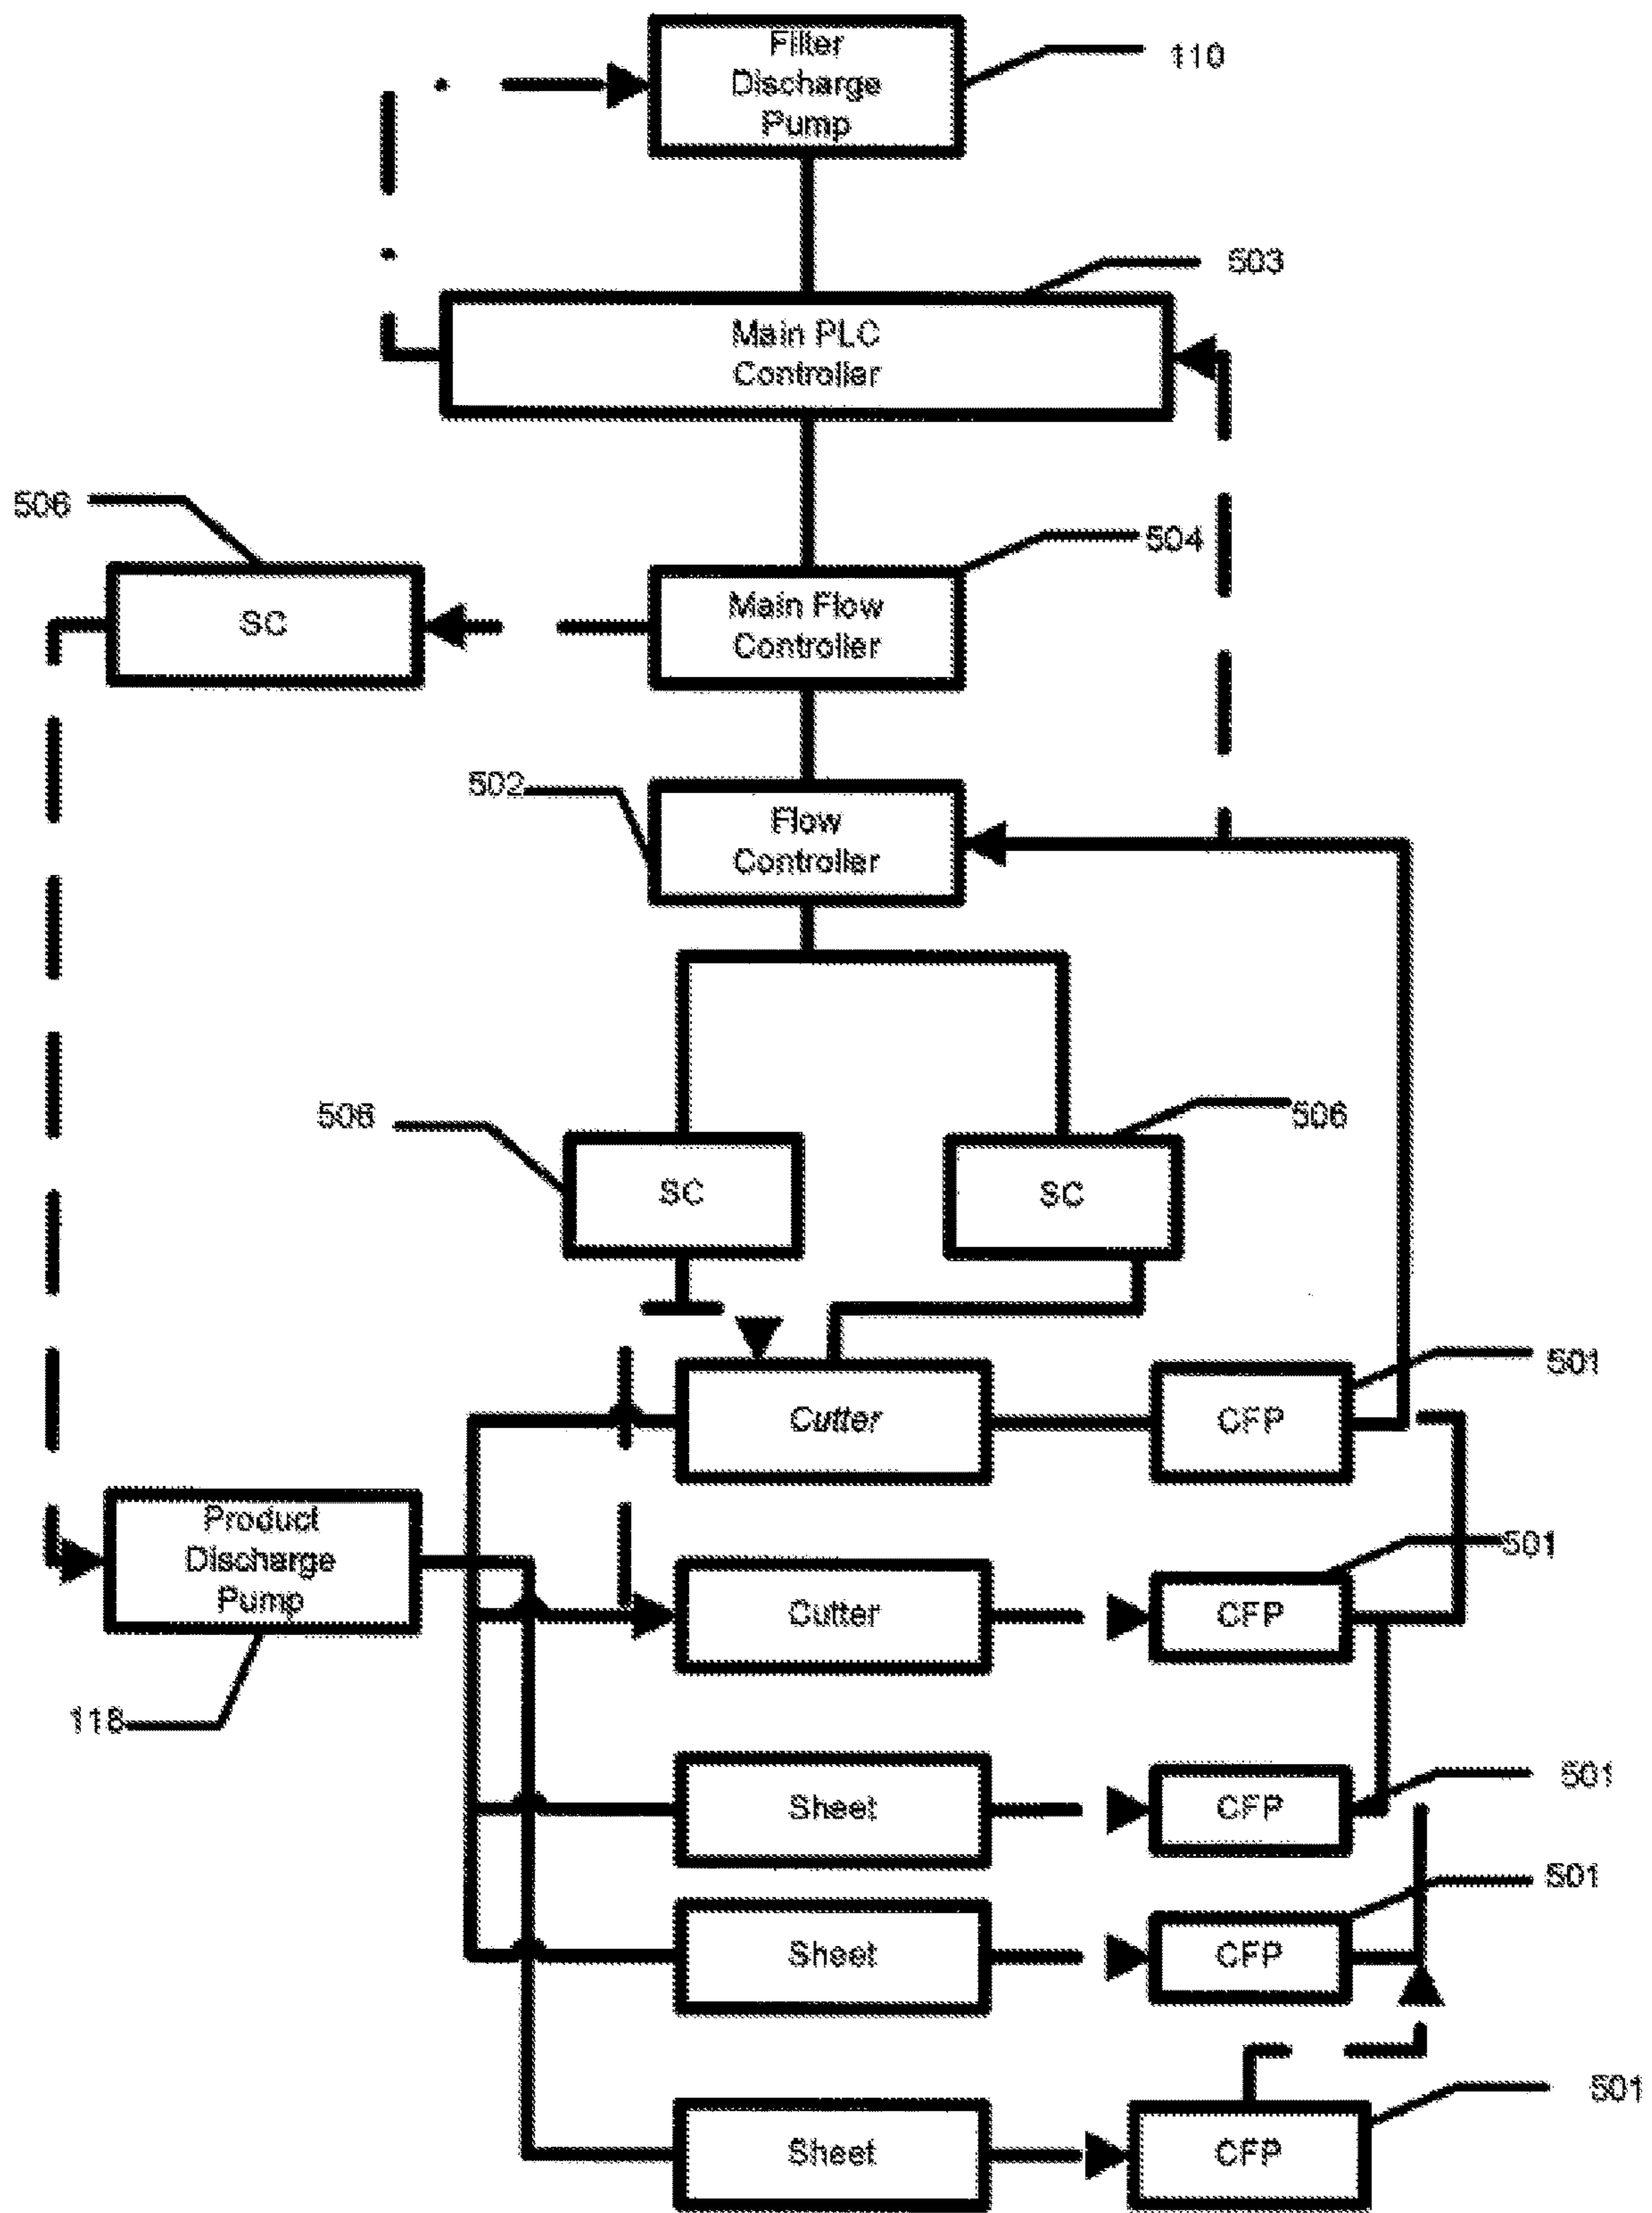 Filter
Discharge
Pump
110
503
Main PLC
Controller
506
504
SC
Main Flow
Controller
502
Flow
Controller
506
506
SC
SC
501
Cutter
CFP
Product
Discharge
Pump
501
Cutter
CFP
118
501
Sheet
CFP
501
Sheet
CFP
501
Sheet
CFP